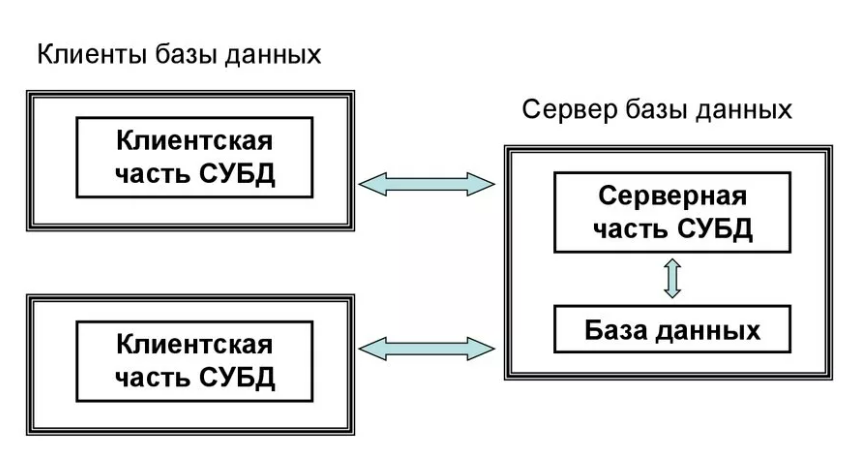 Клиенты базы данных
Клиентская
часть СУБД
Сервер базы данных
Серверная
часть СУБД
База данных
Клиентская
часть СУБД